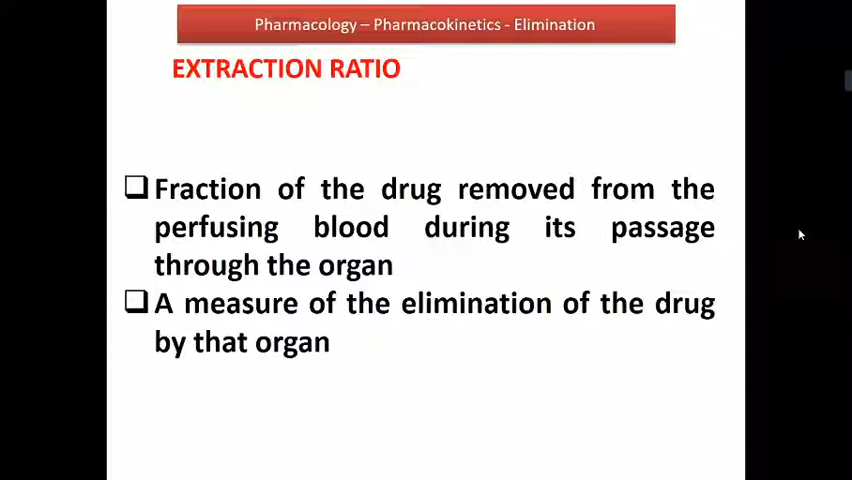 Pharmacology – Pharmacokinetics - Elimination
EXTRACTION RATIO
Fraction of the drug removed from the
perfusing blood during its passage
through the organ
A measure of the elimination of the drug
by that organ